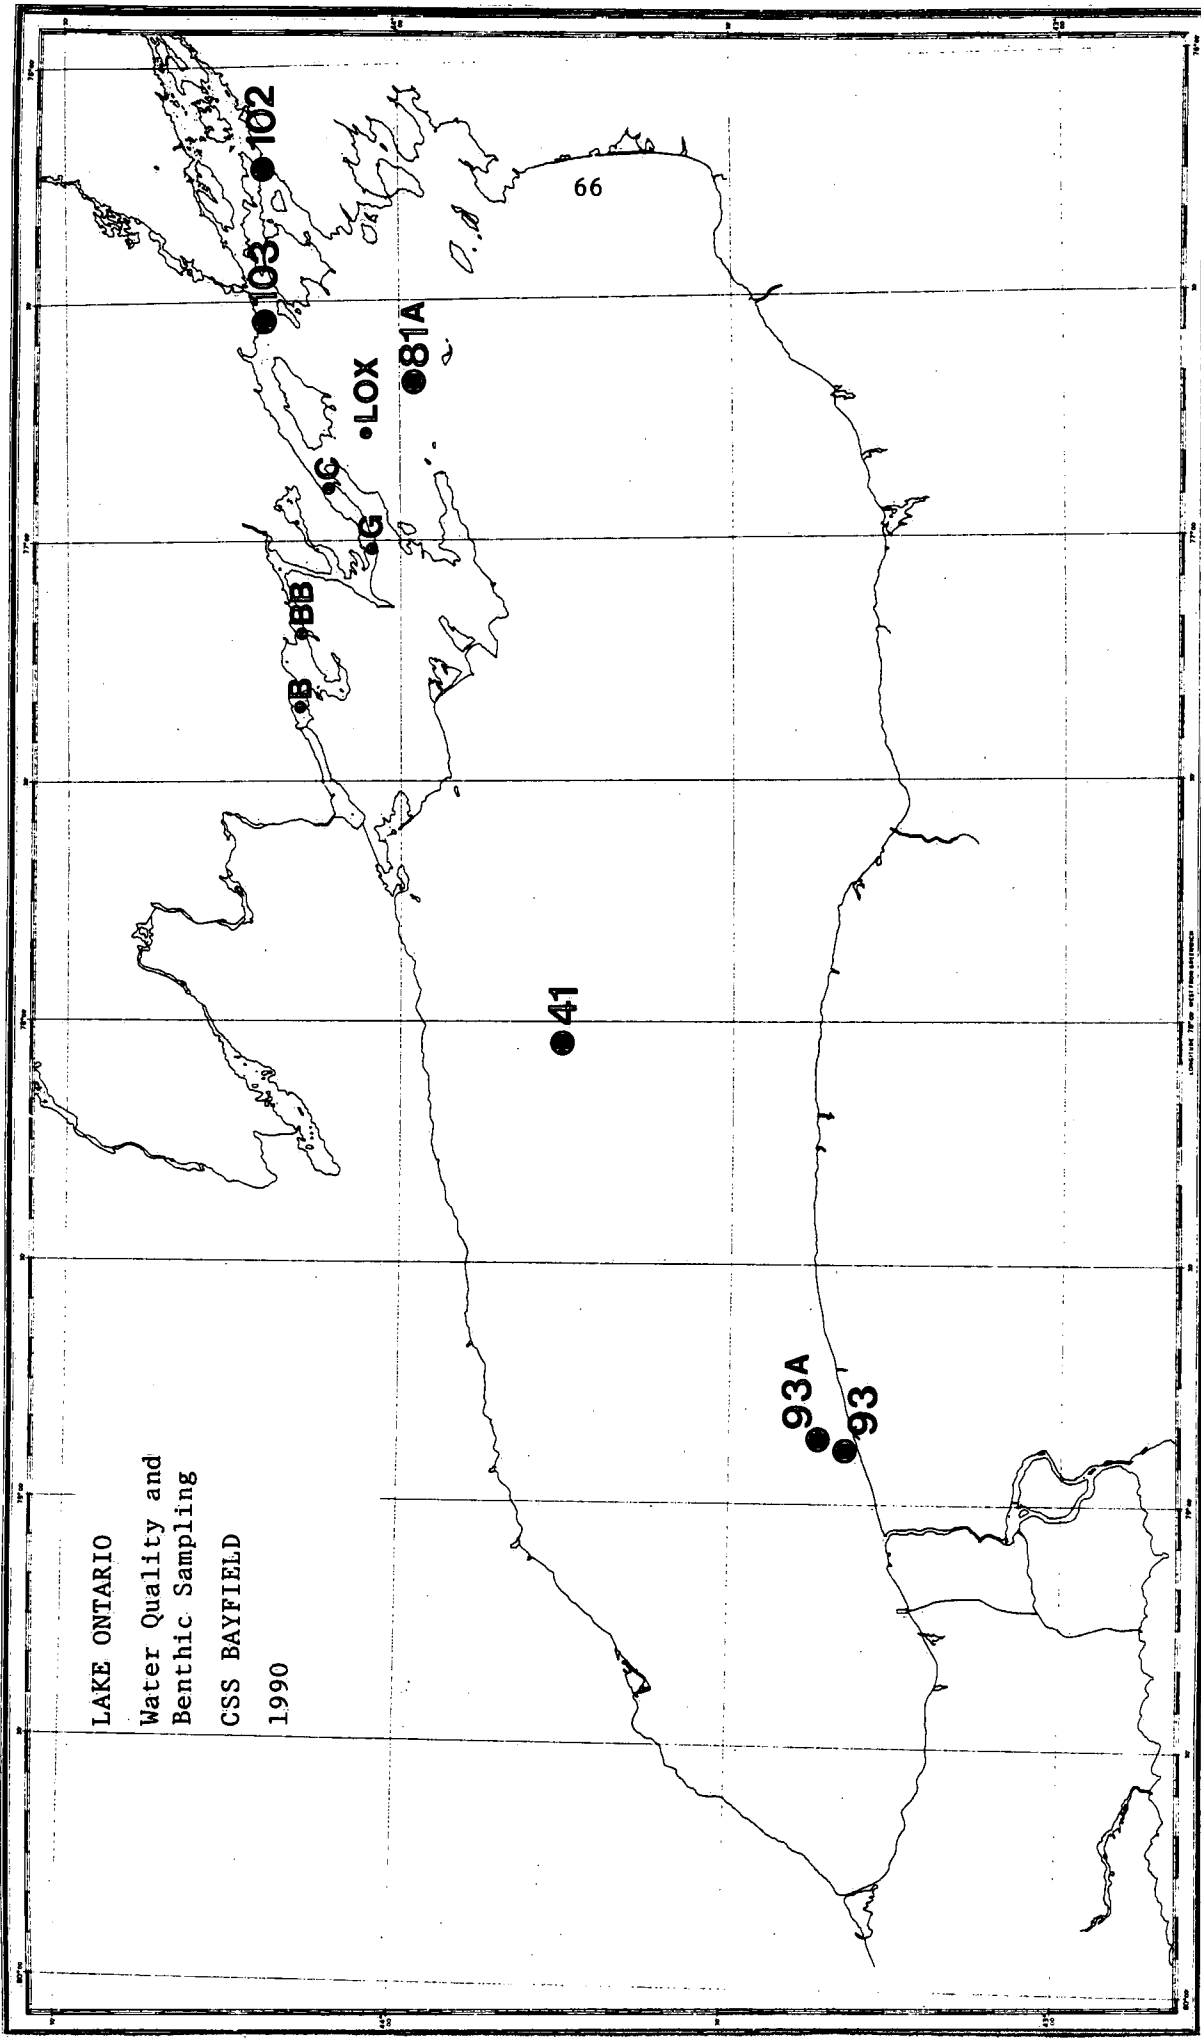 LAKE ONTARIO
Water Quality and
Benthic Sampling
CSS BAYFIELD
1990
B
BB
G
C
LOX
103
102
81A
66
41
93A
93